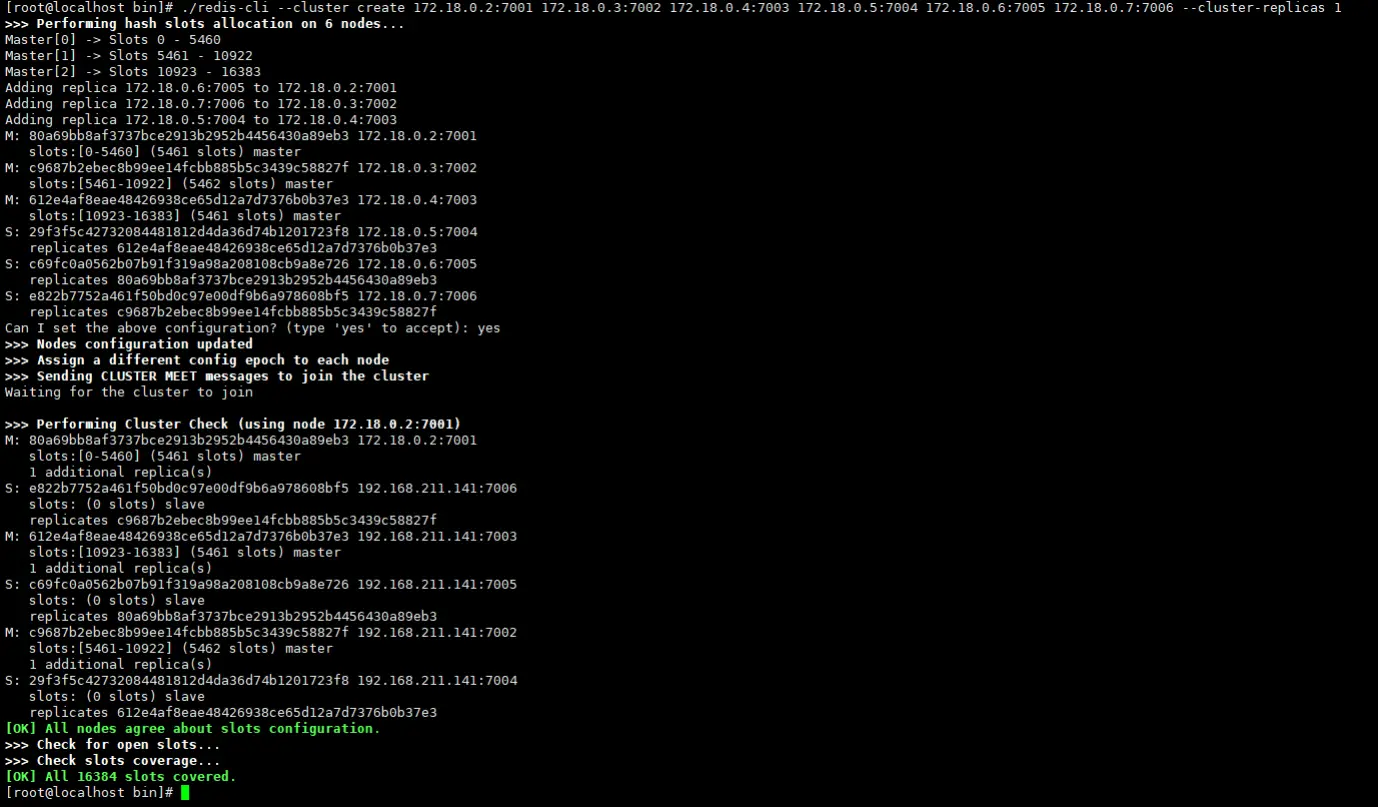 [root@localhost bin]# ./redis-cli --cluster create 172.18.0.2:7001 172.18.0.3:7002 172.18.0.4:7003 172.18.0.5:7004 172.18.0.6:7005 172.18.0.7:7006 --cluster-replicas 1
>>> Performing hash slots allocation on 6 nodes...
Master[0] -> Slots 0 - 5460
Master[1] -> Slots 5461 - 10922
Master[2] -> Slots 10923 - 16383
Adding replica 172.18.0.6:7005 to 172.18.0.2:7001
Adding replica 172.18.0.7:7006 to 172.18.0.3:7002
Adding replica 172.18.0.5:7004 to 172.18.0.4:7003
M: 80a69bb8af3737bce2913b2952b4456430a89eb3 172.18.0.2:7001
slots:[0-5460] (5461 slots) master
M: c9687b2ebec8b99ee14fcbb885b5c3439c58827f 172.18.0.3:7002
slots:[5461-10922] (5462 slots) master
M: 612e4af8eae48426938ce65d12a7d7376b0b37e3 172.18.0.4:7003
slots:[10923-16383] (5461 slots) master
S: 29f3f5c42732084481812d4da36d74b1201723f8 172.18.0.5:7004
replicates 612e4af8eae48426938ce65d12a7d7376b0b37e3
S: c69fc0a0562b07b91f319a98a208108cb9a8e726 172.18.0.6:7005
replicates 80a69bb8af3737bce2913b2952b4456430a89eb3
S: e822b7752a461f50bd0c97e00df9b6a978608bf5 172.18.0.7:7006
replicates c9687b2ebec8b99ee14fcbb885b5c3439c58827f
Can I set the above configuration? (type 'yes' to accept): yes
>>> Nodes configuration updated
>>> Assign a different config epoch to each node
>>> Sending CLUSTER MEET messages to join the cluster
Waiting for the cluster to join
>>> Performing Cluster Check (using node 172.18.0.2:7001)
M: 80a69bb8af3737bce2913b2952b4456430a89eb3 172.18.0.2:7001
slots:[0-5460] (5461 slots) master
1 additional replica(s)
S: e822b7752a461f50bd0c97e00df9b6a978608bf5 192.168.211.141:7006
slots: (0 slots) slave
replicates c9687b2ebec8b99ee14fcbb885b5c3439c58827f
M: 612e4af8eae48426938ce65d12a7d7376b0b37e3 192.168.211.141:7003
slots:[10923-16383] (5461 slots) master
1 additional replica(s)
S: c69fc0a0562b07b91f319a98a208108cb9a8e726 192.168.211.141:7005
slots: (0 slots) slave
replicates 80a69bb8af3737bce2913b2952b4456430a89eb3
M: c9687b2ebec8b99ee14fcbb885b5c3439c58827f 192.168.211.141:7002
slots:[5461-10922] (5462 slots) master
1 additional replica(s)
S: 29f3f5c42732084481812d4da36d74b1201723f8 192.168.211.141:7004
slots: (0 slots) slave
replicates 612e4af8eae48426938ce65d12a7d7376b0b37e3
[OK] All nodes agree about slots configuration.
>>> Check for open slots...
>>> Check slots coverage...
[OK] All 16384 slots covered.
[root@localhost bin]#